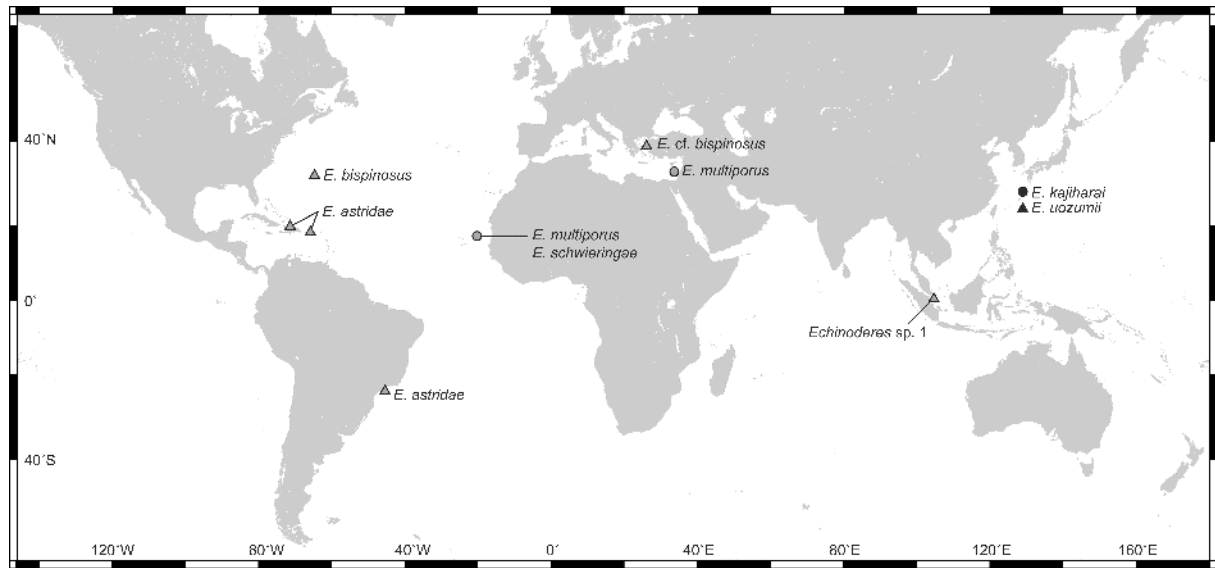 40°N
E. cf. bispinosus
E. bispinosus
E. multiporus
E. kajiharai
E. uozumii
E. astridae
E. multiporus
E. schwieringae
0°
Echinoderes sp. 1
E. astridae
40°S
120°W 80°W 40°W 0° 40°E 80°E 120°E 160°E